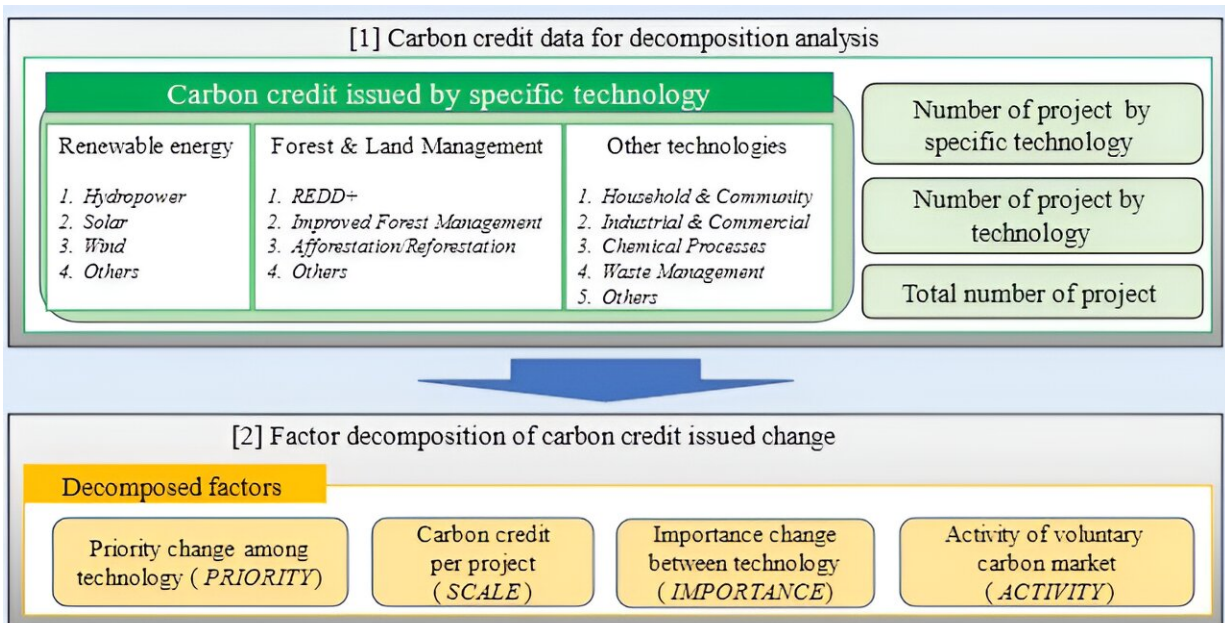 [1] Carbon credit data for decomposition analysis
Carbon credit issued by specific technology
Renewable energy
1. Hydropower
2. Solar
3. Wind
4. Others
Forest & Land Management
1. REDD+
2. Improved Forest Management
3. Afforestation/Reforestation
4. Others
Other technologies
1. Household & Community
2. Industrial & Commercial
3. Chemical Processes
4. Waste Management
5. Others
Number of project by
specific technology
Number of project by
technology
Total number of project
[2] Factor decomposition of carbon credit issued change
Decomposed factors
Priority change among
technology (PRIORITY)
Carbon credit
per project
(SCALE)
Importance change
between technology
(IMPORTANCE)
Activity of voluntary
carbon market
(ACTIVITY)